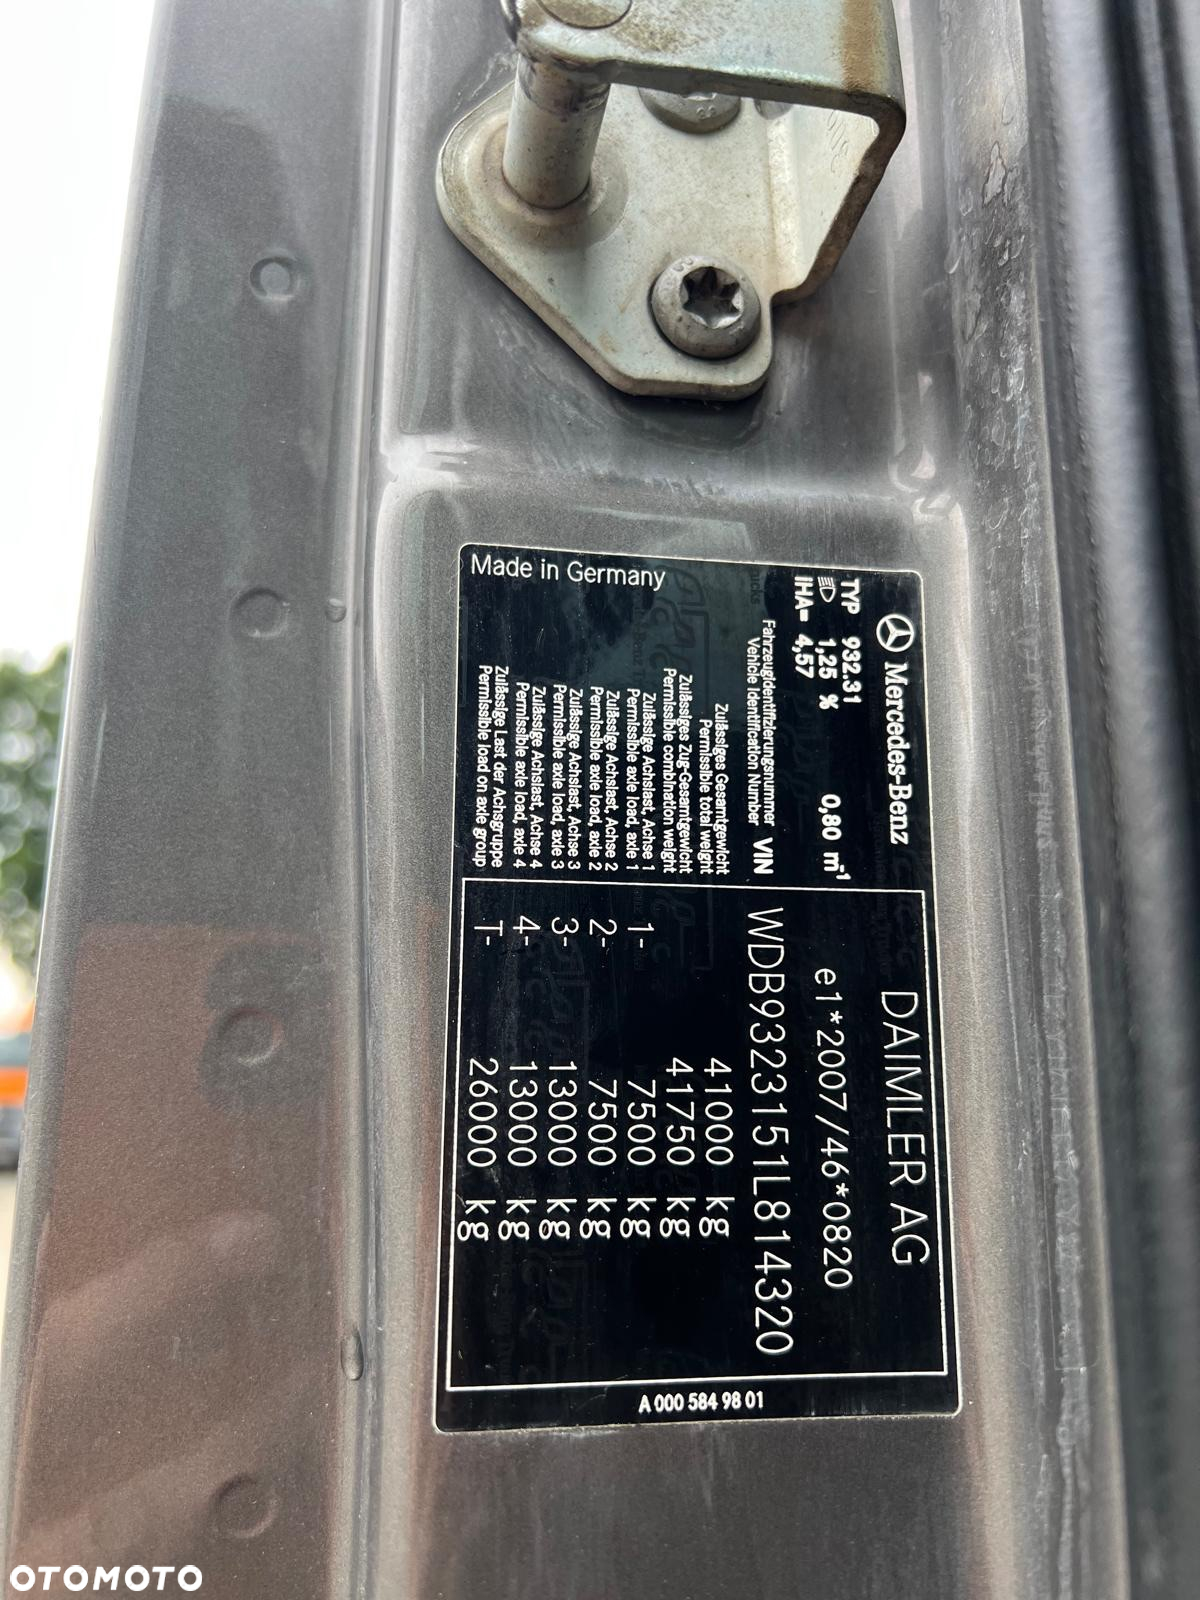 Mercedes-Benz
DAIMLER AG
TYP 932.31
1,25 % 0,80 m-1
e1*2007/46*0820
IHA= 4,57
Fahrzeugidentifizierungsnummer
Vehicle Identification Number VIN
WDB9323151L814320
Zulässiges Gesamtgewicht
Permissible total weight
41000 kg
Zulässiges Zug-Gesamtgewicht
Permissible combination weight
41750 kg
Zulässige Achslast, Achse 1
Permissible axle load, axle 1
1- 7500 kg
Zulässige Achslast, Achse 2
Permissible axle load, axle 2
2- 7500 kg
Zulässige Achslast, Achse 3
Permissible axle load, axle 3
3- 13000 kg
Zulässige Achslast, Achse 4
Permissible axle load, axle 4
4- 13000 kg
Zulässige Last der Achsgruppe
Permissible load on axle group
T- 26000 kg
Made in Germany
A 000 584 98 01
OTOMOTO